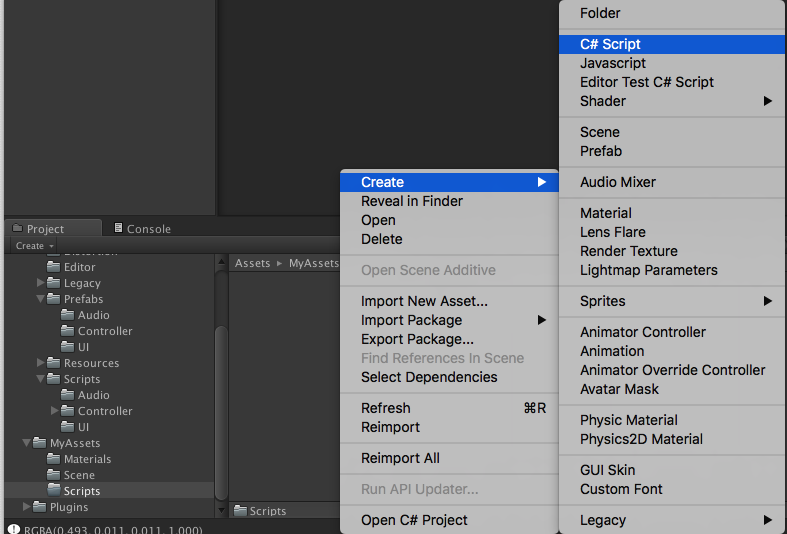 Folder
C# Script
Javascript
Editor Test C# Script
Shader
Scene
Prefab
Audio Mixer
Material
Lens Flare
Render Texture
Lightmap Parameters
Sprites
Animator Controller
Animation
Animator Override Controller
Avatar Mask
Physic Material
Physics2D Material
GUI Skin
Custom Font
Legacy
Create
Reveal in Finder
Open
Delete
Open Scene Additive
Import New Asset...
Import Package
Export Package...
Find References In Scene
Select Dependencies
Refresh ⌘R
Reimport
Reimport All
Run API Updater...
Open C# Project
Project Console
Create
Assets ▸ MyAssets
Distortion
Editor
Legacy
Prefabs
Audio
Controller
UI
Resources
Scripts
Audio
Controller
UI
MyAssets
Materials
Scene
Scripts
Plugins
Scripts
RGBA(0.493, 0.011, 0.011, 1.000)